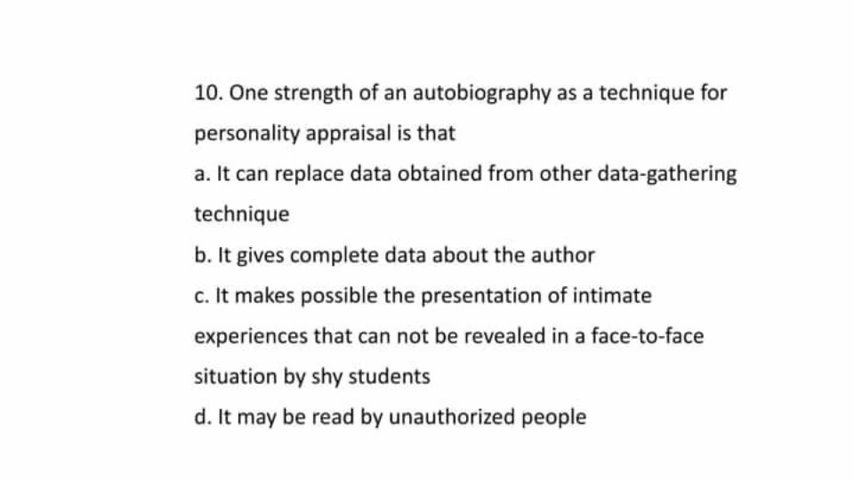 10. One strength of an autobiography as a technique for
personality appraisal is that
a. It can replace data obtained from other data-gathering
technique
b. It gives complete data about the author
c. It makes possible the presentation of intimate
experiences that can not be revealed in a face-to-face
situation by shy students
d. It may be read by unauthorized people